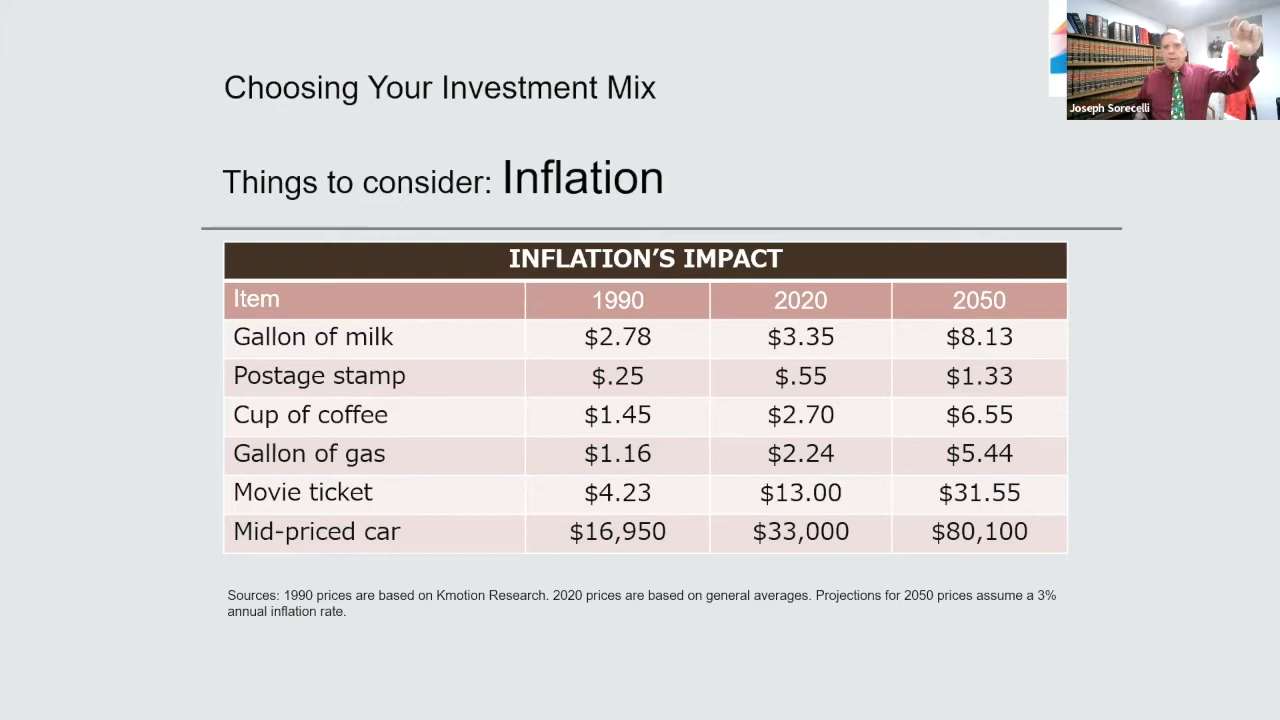 Choosing Your Investment Mix
Joseph Sorecelli
Things to consider: Inflation
INFLATION'S IMPACT
Item 1990 2020 2050
Gallon of milk $2.78 $3.35 $8.13
Postage stamp $.25 $.55 $1.33
Cup of coffee $1.45 $2.70 $6.55
Gallon of gas $1.16 $2.24 $5.44
Movie ticket $4.23 $13.00 $31.55
Mid-priced car $16,950 $33,000 $80,100
Sources: 1990 prices are based on Kmotion Research. 2020 prices are based on general averages. Projections for 2050 prices assume a 3%
annual inflation rate.